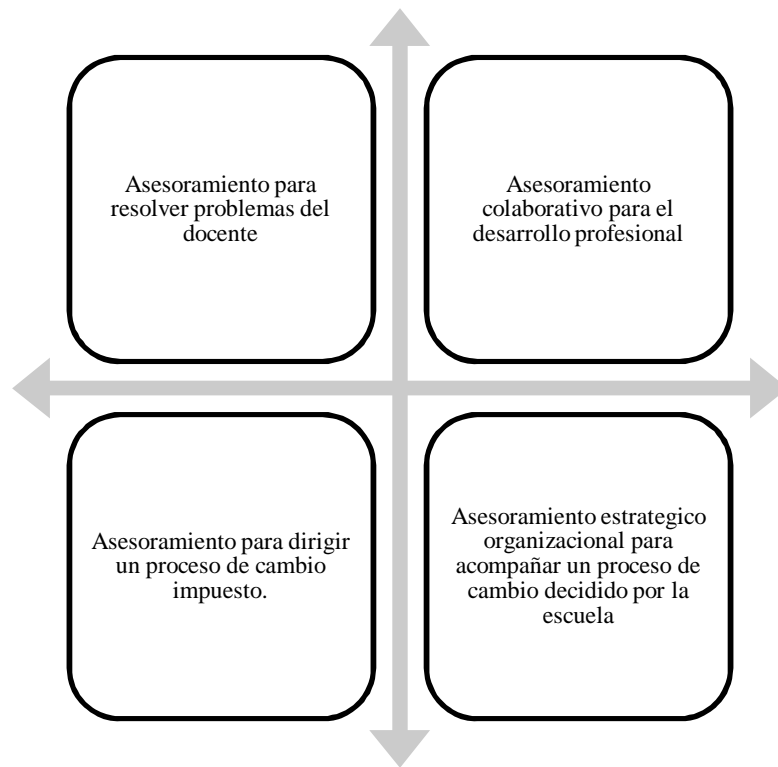 Asesoramiento para
resolver problemas del
docente
Asesoramiento
colaborativo para el
desarrollo profesional
Asesoramiento para dirigir
un proceso de cambio
impuesto.
Asesoramiento estrategico
organizacional para
acompañar un proceso de
cambio decidido por la
escuela